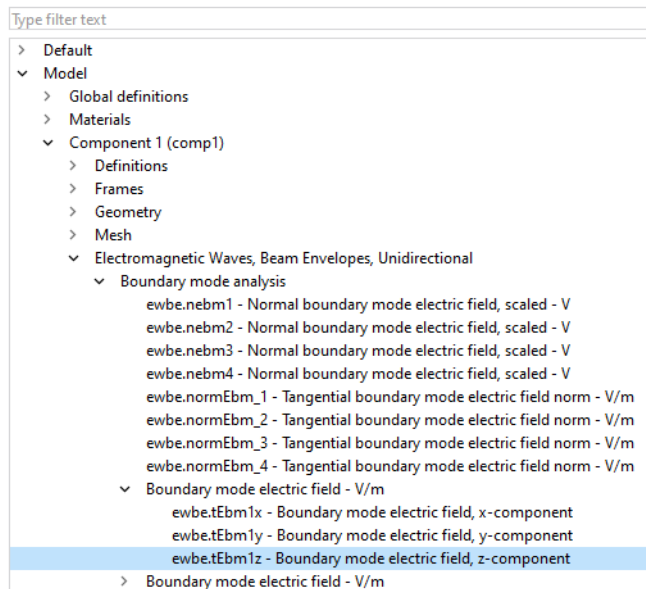 Type filter text
Default
Model
Global definitions
Materials
Component 1 (comp1)
Definitions
Frames
Geometry
Mesh
Electromagnetic Waves, Beam Envelopes, Unidirectional
Boundary mode analysis
ewbe.nebm1 - Normal boundary mode electric field, scaled - V
ewbe.nebm2 - Normal boundary mode electric field, scaled - V
ewbe.nebm3 - Normal boundary mode electric field, scaled - V
ewbe.nebm4 - Normal boundary mode electric field, scaled - V
ewbe.normEbm_1 - Tangential boundary mode electric field norm - V/m
ewbe.normEbm_2 - Tangential boundary mode electric field norm - V/m
ewbe.normEbm_3 - Tangential boundary mode electric field norm - V/m
ewbe.normEbm_4 - Tangential boundary mode electric field norm - V/m
Boundary mode electric field - V/m
ewbe.tEbm1x - Boundary mode electric field, x-component
ewbe.tEbm1y - Boundary mode electric field, y-component
ewbe.tEbm1z - Boundary mode electric field, z-component
Boundary mode electric field - V/m